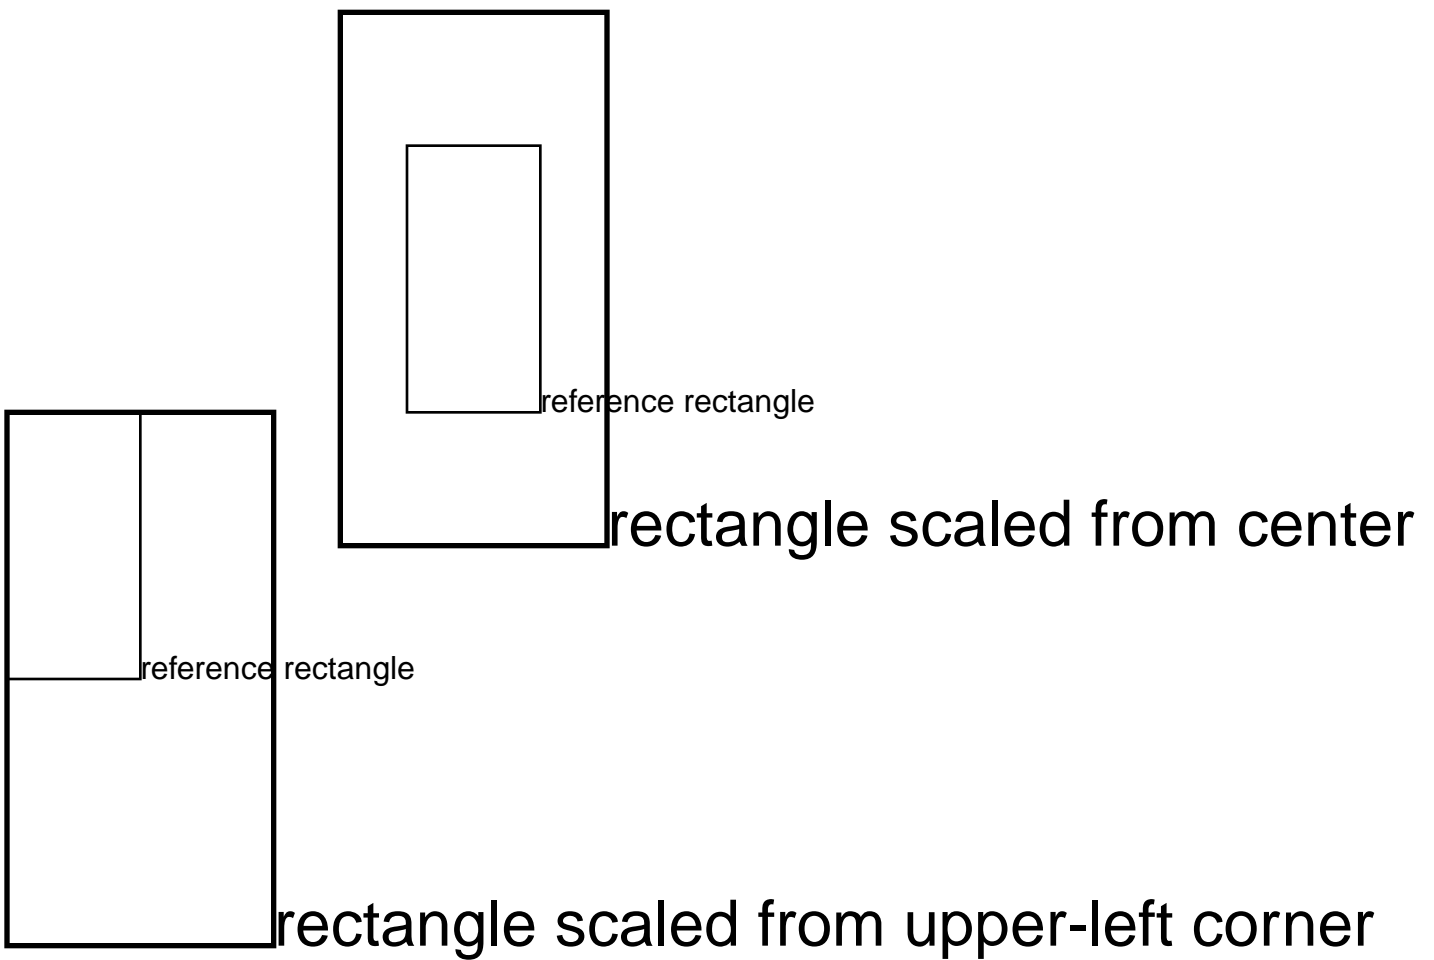 reference rectangle
rectangle scaled from center
reference rectangle
rectangle scaled from upper-left corner